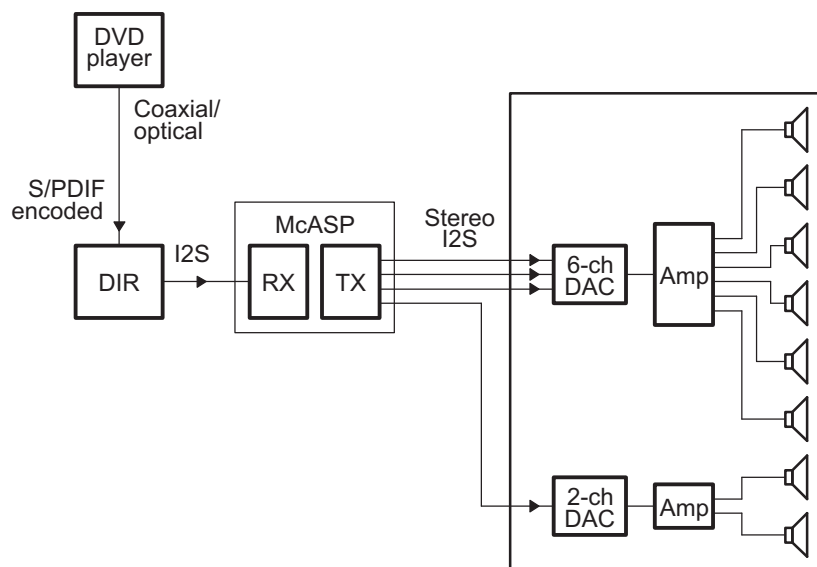 DVD
player
Coaxial/
optical
S/PDIF
encoded
DIR
I2S
McASP
RX
TX
Stereo
I2S
6-ch
DAC
Amp
2-ch
DAC
Amp